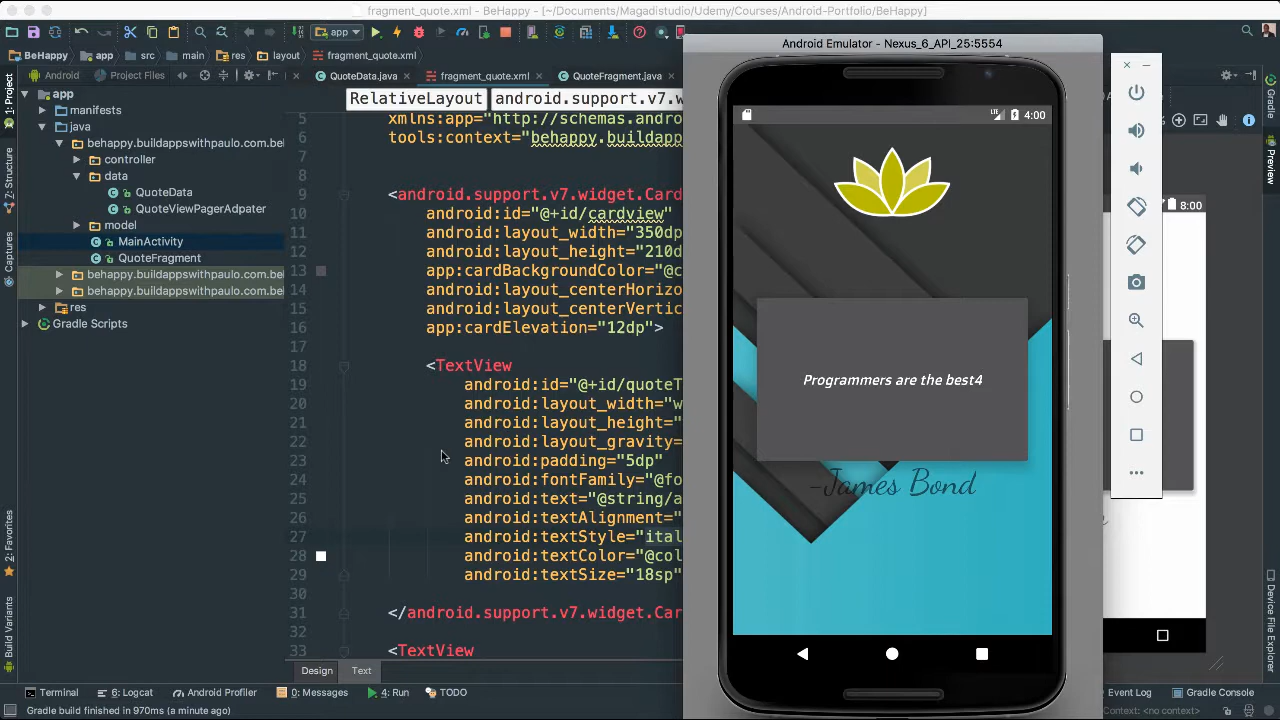 fragment_quote.xml - BeHappy - [~/Documents/Magadistudio/Udemy/Courses/Android-Portfolio/BeHappy]
app
BeHappy app src main res layout fragment_quote.xml
Android Emulator - Nexus_6_API_25:5554
Android Project Files QuoteData.java fragment_quote.xml QuoteFragment.java
RelativeLayout android.support.v7.w
app
manifests
java
behappy.buildappswithpaulo.com.be
controller
data
QuoteData
QuoteViewPagerAdpater
model
MainActivity
QuoteFragment
behappy.buildappswithpaulo.com.be
behappy.buildappswithpaulo.com.be
res
Gradle Scripts
1: Project
7: Structure
Captures
2: Favorites
Build Variants
5 xmlns:app="http://schemas.andro
6 tools:context="behappy.buildapp
7
8
9 <android.support.v7.widget.Card
10 android:id="@+id/cardview"
11 android:layout_width="350dp
12 android:layout_height="210d
13 app:cardBackgroundColor="@c
14 android:layout_centerHorizo
15 android:layout_centerVertic
16 app:cardElevation="12dp">
17
18 <TextView
19 android:id="@+id/quoteT
20 android:layout_width="w
21 android:layout_height="
22 android:layout_gravity=
23 android:padding="5dp"
24 android:fontFamily="@fo
25 android:text="@string/a
26 android:textAlignment="
27 android:textStyle="ital
28 android:textColor="@col
29 android:textSize="18sp"
30
31 </android.support.v7.widget.Car
32
33 <TextView
LTE 4:00
Programmers are the best4
-James Bond
8:00
Gradle
Preview
Device File Explorer
Design Text
Terminal 6: Logcat Android Profiler 0: Messages 4: Run TODO Event Log Gradle Console
Gradle build finished in 970ms (a minute ago) Context: <no context>